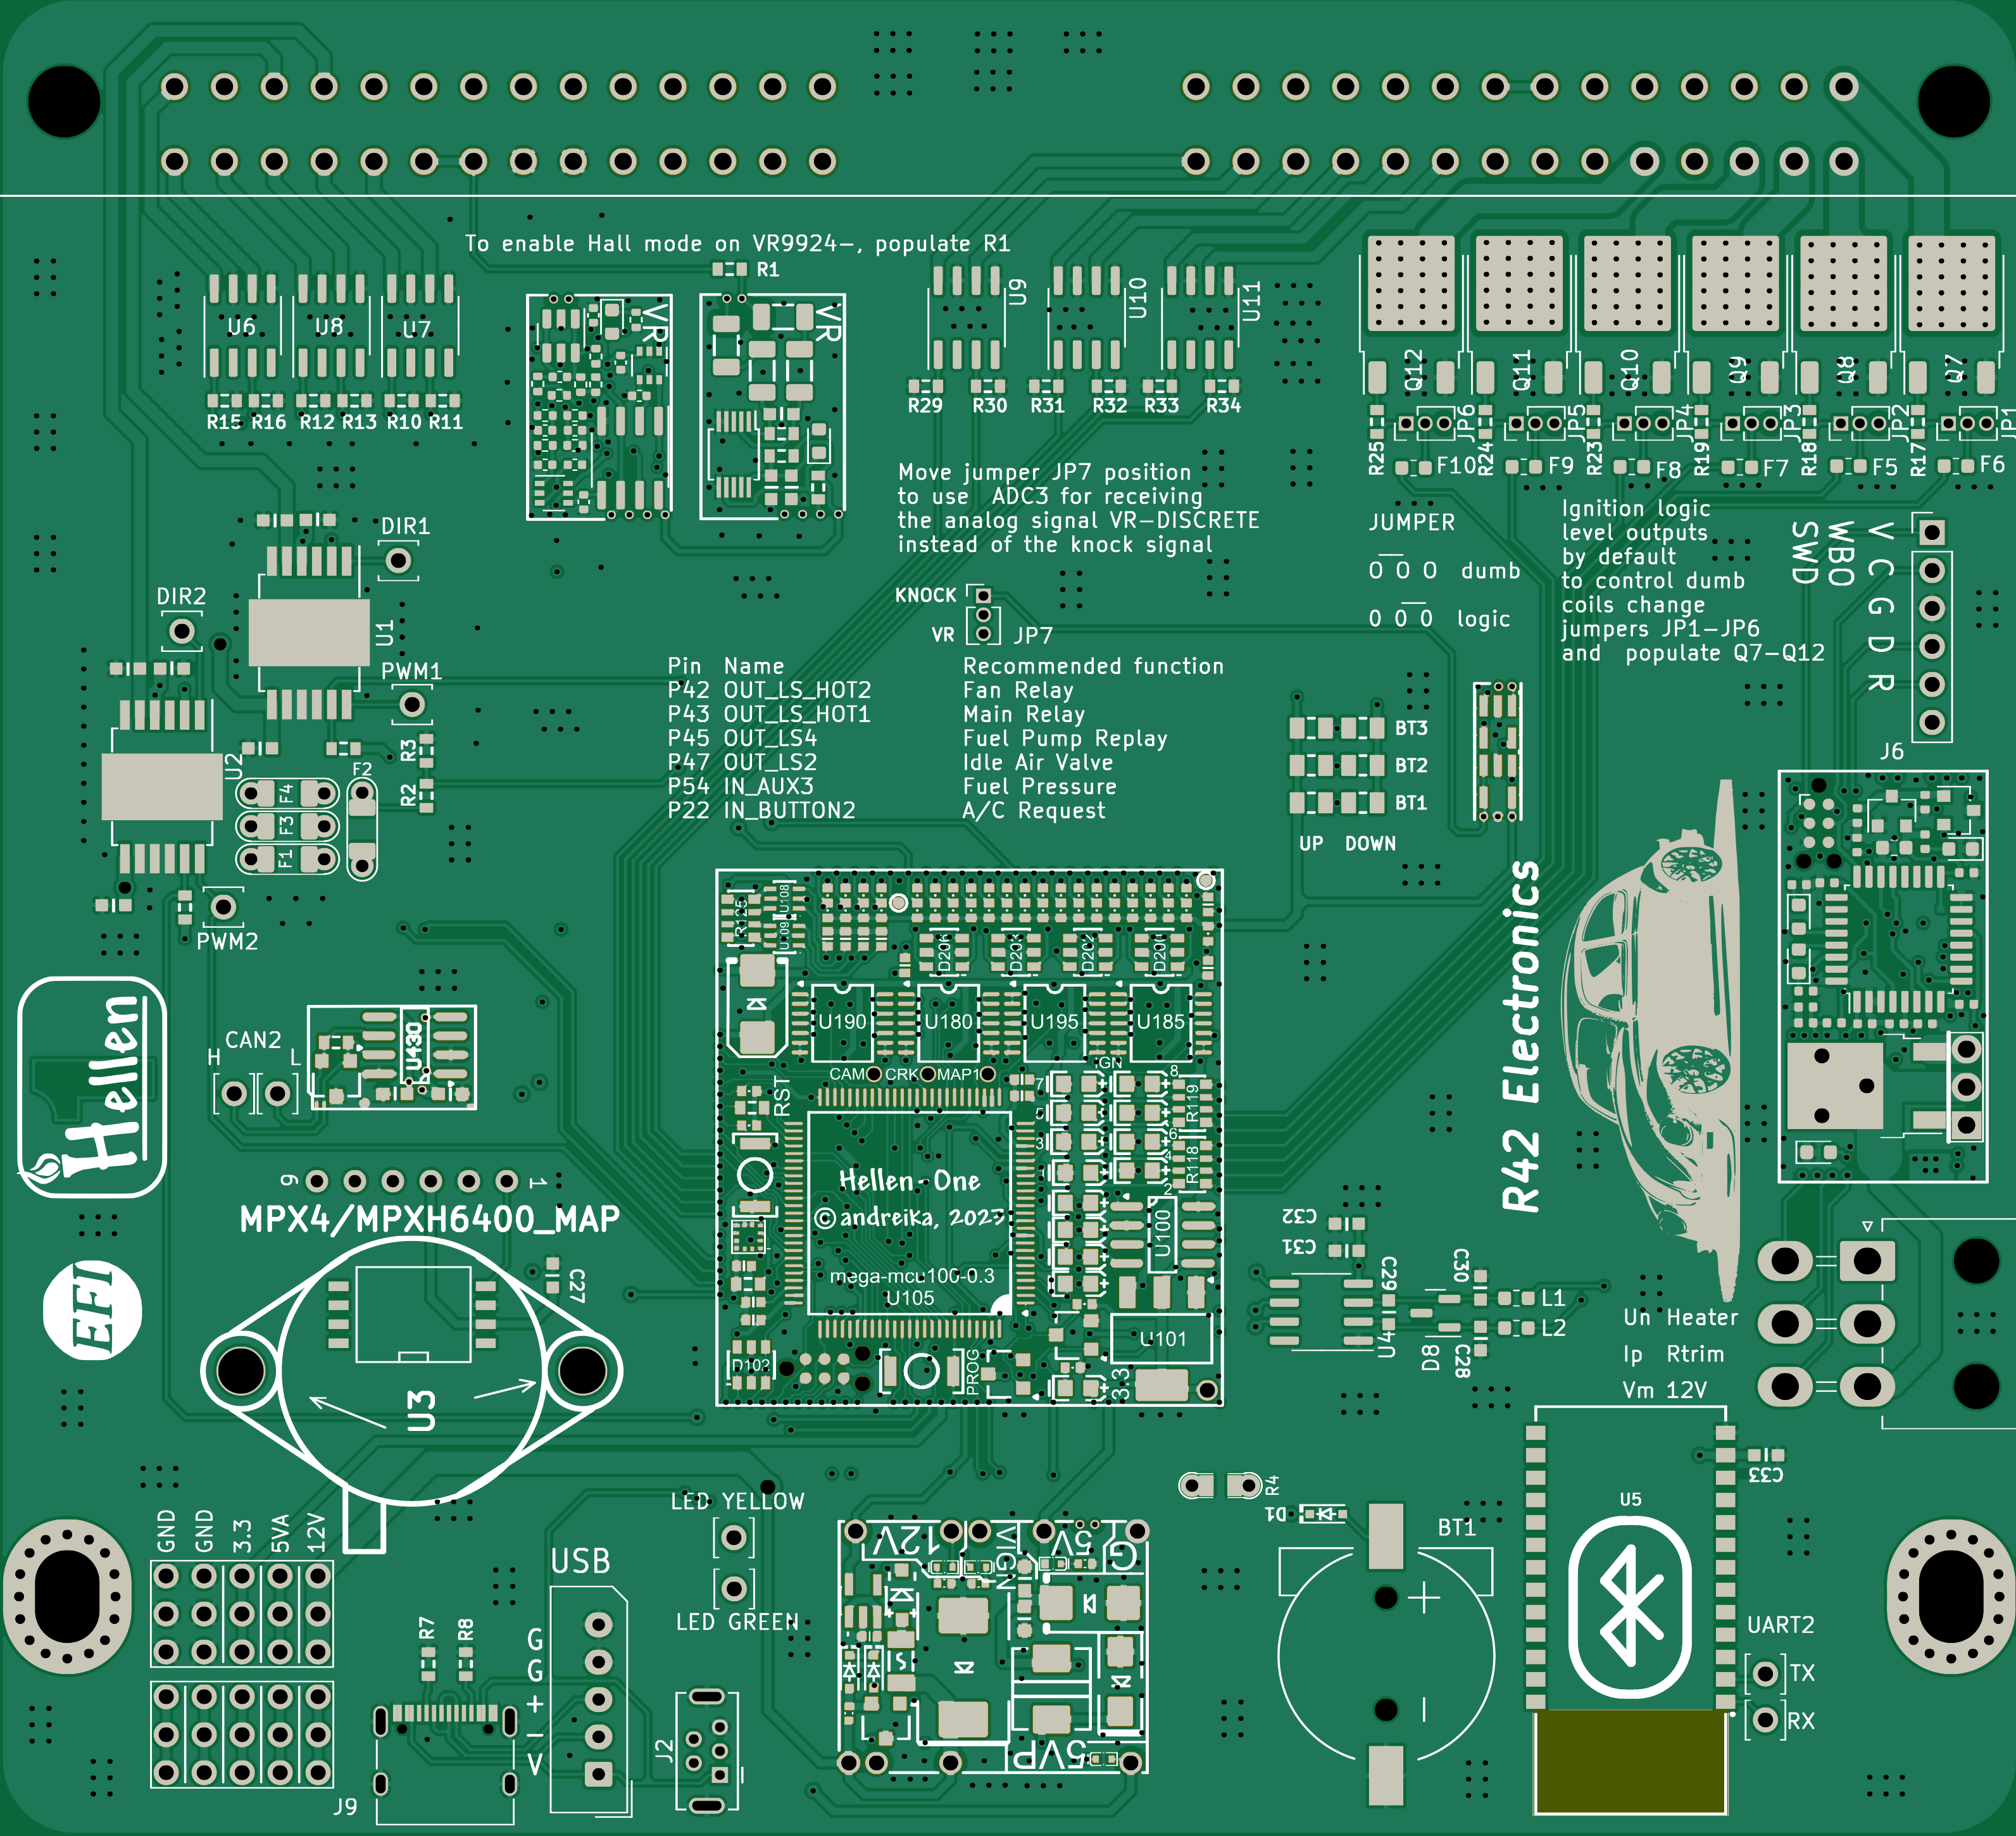 To enable Hall mode on VR9924-, populate R1
R1
U6
U8
U7
VR
VR
U9
U10
U11
R15
R16
R12
R13
R10
R11
R29
R30
R31
R32
R33
R34
Q12
Q11
Q10
Q9
Q8
Q7
JP6
JP5
JP4
JP3
JP2
JP1
R25
R24
R23
R19
R18
R17
F10
F9
F8
F7
F5
F6
Move jumper JP7 position
to use ADC3 for receiving
the analog signal VR-DISCRETE
instead of the knock signal
JUMPER
O O O dumb
0 0 0 logic
Ignition logic
level outputs
by default
to control dumb
coils change
jumpers JP1-JP6
and populate Q7-Q12
SWD
WBO
V C G D R
J6
DIR1
DIR2
U1
PWM1
U2
R3
R2
F2
F4
F3
F1
PWM2
KNOCK
VR
JP7
Pin Name Recommended function
P42 OUT_LS_HOT2 Fan Relay
P43 OUT_LS_HOT1 Main Relay
P45 OUT_LS4 Fuel Pump Replay
P47 OUT_LS2 Idle Air Valve
P54 IN_AUX3 Fuel Pressure
P22 IN_BUTTON2 A/C Request
BT3
BT2
BT1
UP DOWN
R42 Electronics
Hellen
1
CAN2
H
L
U430
6
1
MPX4/MPXH6400_MAP
C27
U3
EFI
R125
U108
U109
D206
D203
D202
D200
U190
U180
U195
U185
CAM
CRK
MAP1
IGN
RST
7
5
3
1
8
6
4
2
R119
R118
U100
Hellen-One
©andreika, 2023
mega-mcu100-0.3
U105
U101
D102
PROG
3.3
C32
C31
C29
C30
U4
D8
C28
L1
L2
Un Heater
Ip Rtrim
Vm 12V
C33
U5
GND
GND
3.3
5VA
12V
LED YELLOW
LED GREEN
USB
G
G
+
-
V
R7
R8
J9
J2
12V
VIGN
5V
G
5VP
R4
D1
BT1
+
-
UART2
TX
RX